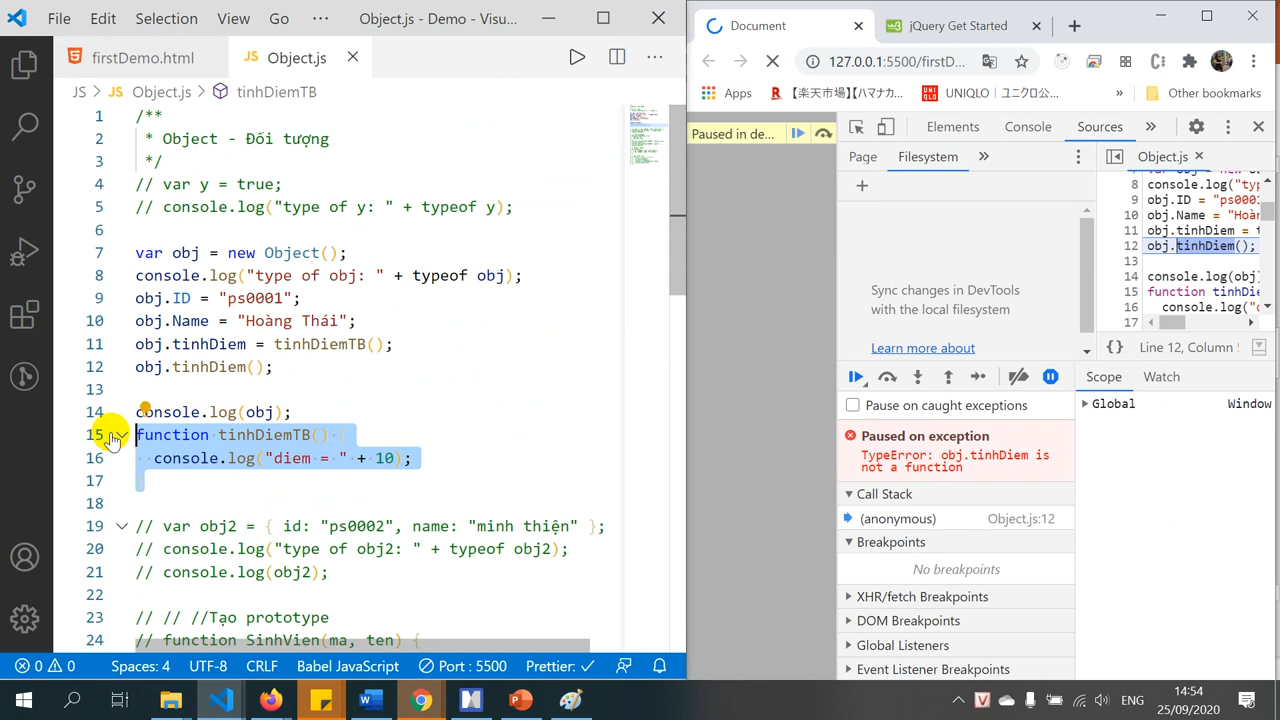 File Edit Selection View Go ··· Object.js - Demo - Visu...
firstDemo.html
JS Object.js
JS > Object.js > tinhDiemTB
1 /**
2 * Object - Đối tượng
3 */
4 // var y = true;
5 // console.log("type of y: " + typeof y);
6
7 var obj = new Object();
8 console.log("type of obj: " + typeof obj);
9 obj.ID = "ps0001";
10 obj.Name = "Hoàng Thái";
11 obj.tinhDiem = tinhDiemTB();
12 obj.tinhDiem();
13
14 console.log(obj);
15 function tinhDiemTB() {
16 console.log("diem = " + 10);
17
18
19 // var obj2 = { id: "ps0002", name: "minh thiện" };
20 // console.log("type of obj2: " + typeof obj2);
21 // console.log(obj2);
22
23 // // //Tạo prototype
24 // function SinhVien(ma, ten) {
0 0 Spaces: 4 UTF-8 CRLF Babel JavaScript Port : 5500 Prettier: ✓
Document
jQuery Get Started
127.0.0.1:5500/firstD...
Apps 【楽天市場】(ハマナカ... UNIQLO | ユニクロ公... » Other bookmarks
Paused in de...
Elements Console Sources »
Page Filesystem »
Object.js
Sync changes in DevTools
with the local filesystem
Learn more about
8 console.log("typ
9 obj.ID = "ps0001
10 obj.Name = "Hoàn
11 obj.tinhDiem = t
12 obj.tinhDiem();
13
14 console.log(obj)
15 function tinhDie
16 console.log("d
17
{} Line 12, Column
Scope Watch
Global Window
Pause on caught exceptions
Paused on exception
TypeError: obj.tinhDiem is
not a function
Call Stack
(anonymous) Object.js:12
Breakpoints
No breakpoints
XHR/fetch Breakpoints
DOM Breakpoints
Global Listeners
Event Listener Breakpoints
ENG
14:54
25/09/2020